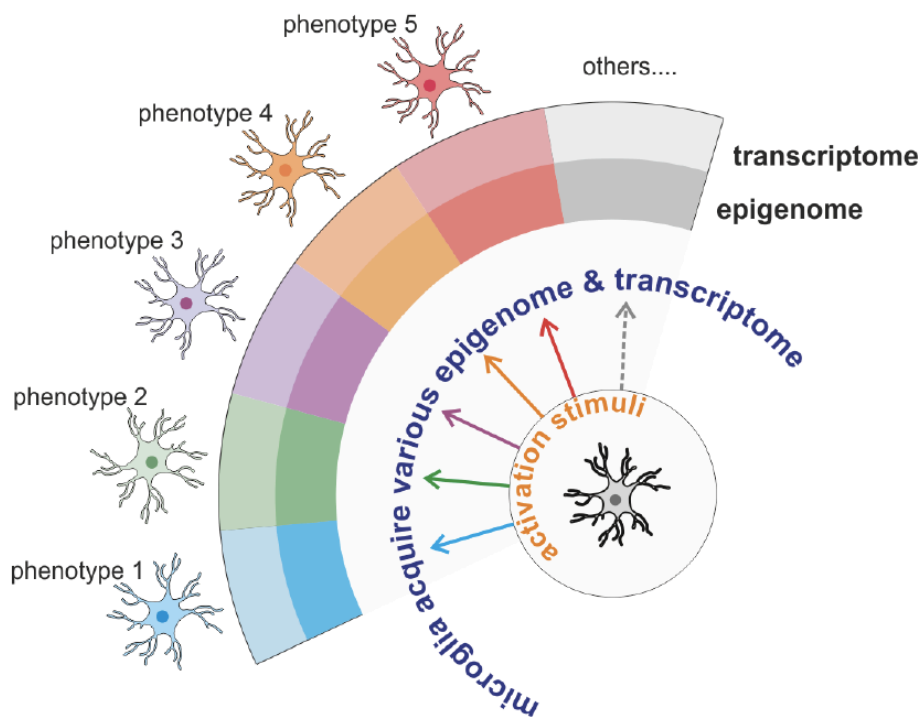 phenotype 5
others....
phenotype 4
transcriptome
epigenome
phenotype 3
phenotype 2
phenotype 1
microglia acquire various epigenome & transcriptome
activation stimuli